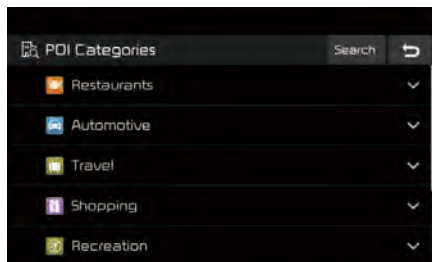 POI Categories Search
Restaurants
Automotive
Travel
Shopping
Recreation